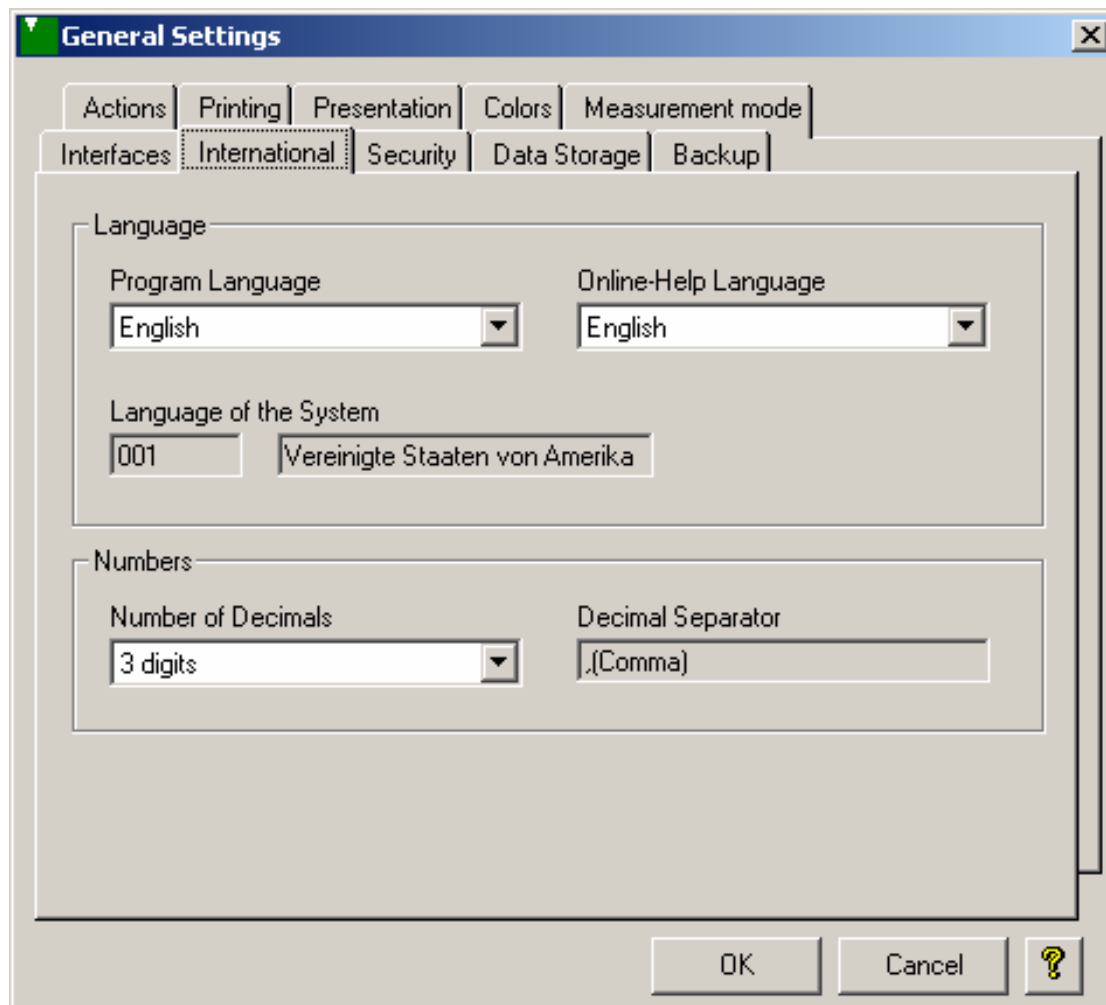 General Settings
Actions Printing Presentation Colors Measurement mode
Interfaces International Security Data Storage Backup
Language
Program Language Online-Help Language
English English
Language of the System
001 Vereinigte Staaten von Amerika
Numbers
Number of Decimals Decimal Separator
3 digits ,(Comma)
OK Cancel ?